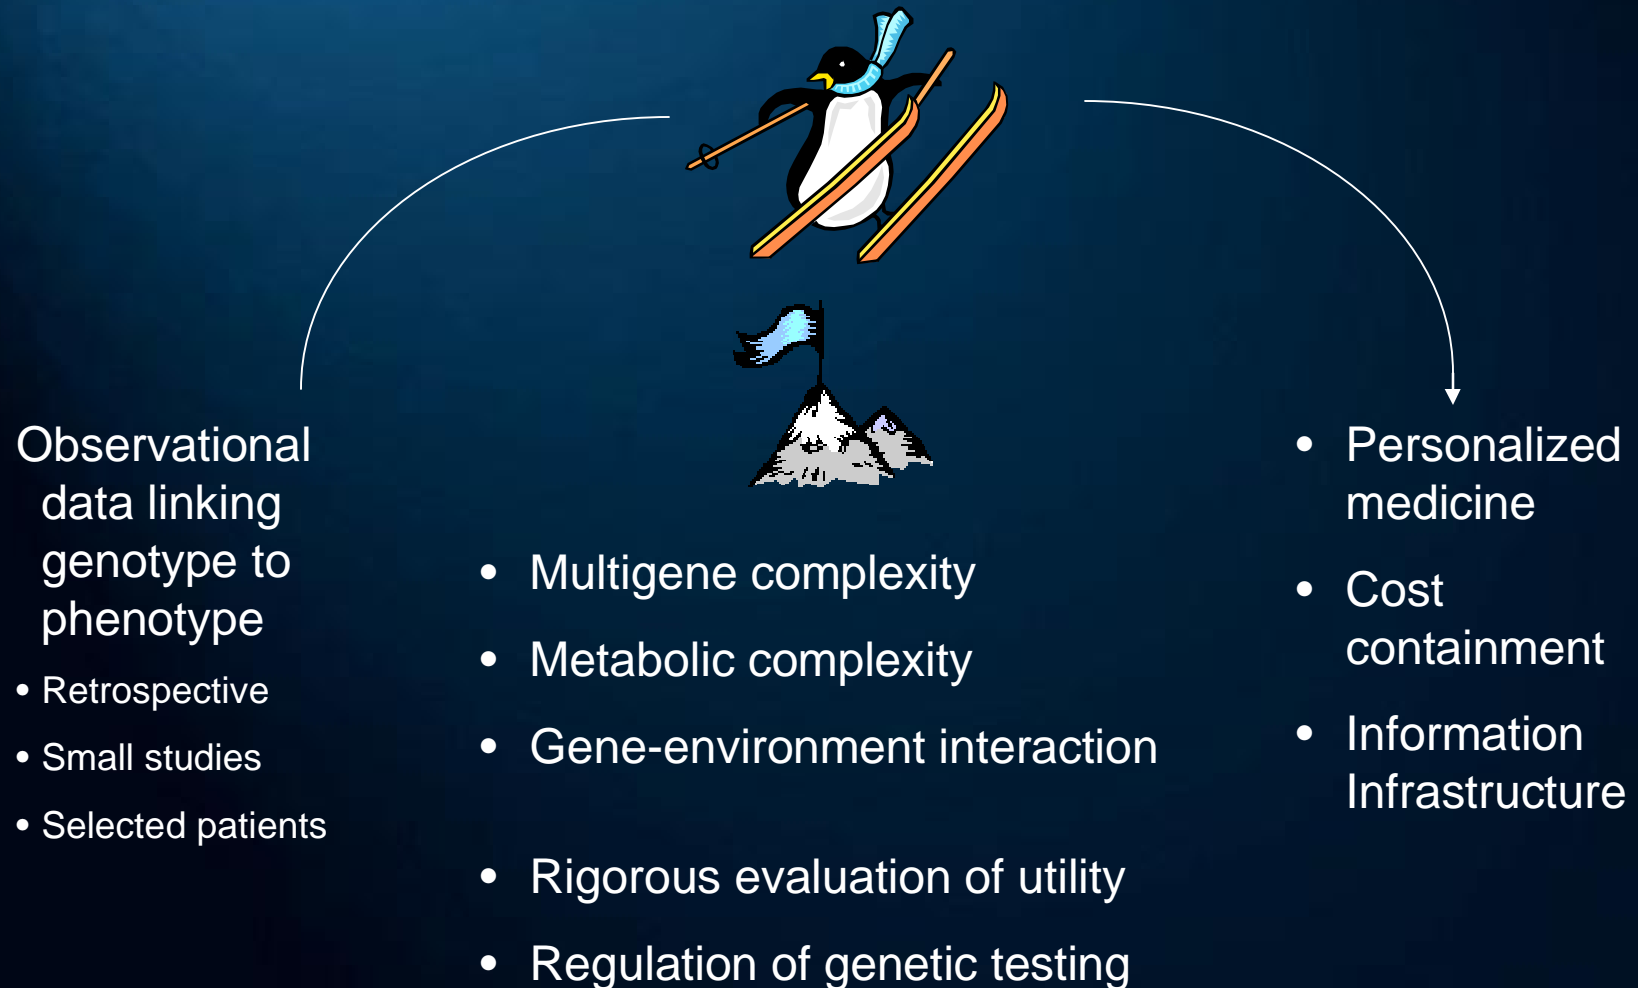 Observational
data linking
genotype to
phenotype
• Retrospective
• Small studies
• Selected patients
• Multigene complexity
• Metabolic complexity
• Gene-environment interaction
• Rigorous evaluation of utility
• Regulation of genetic testing
• Personalized
medicine
• Cost
containment
• Information
Infrastructure